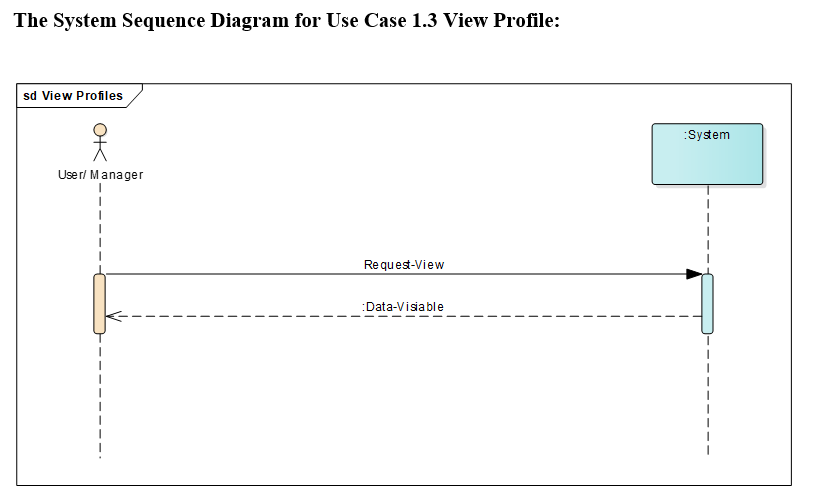 The System Sequence Diagram for Use Case 1.3 View Profile:
sd View Profiles
:System
User/ Manager
Request-View
:Data-Visiable